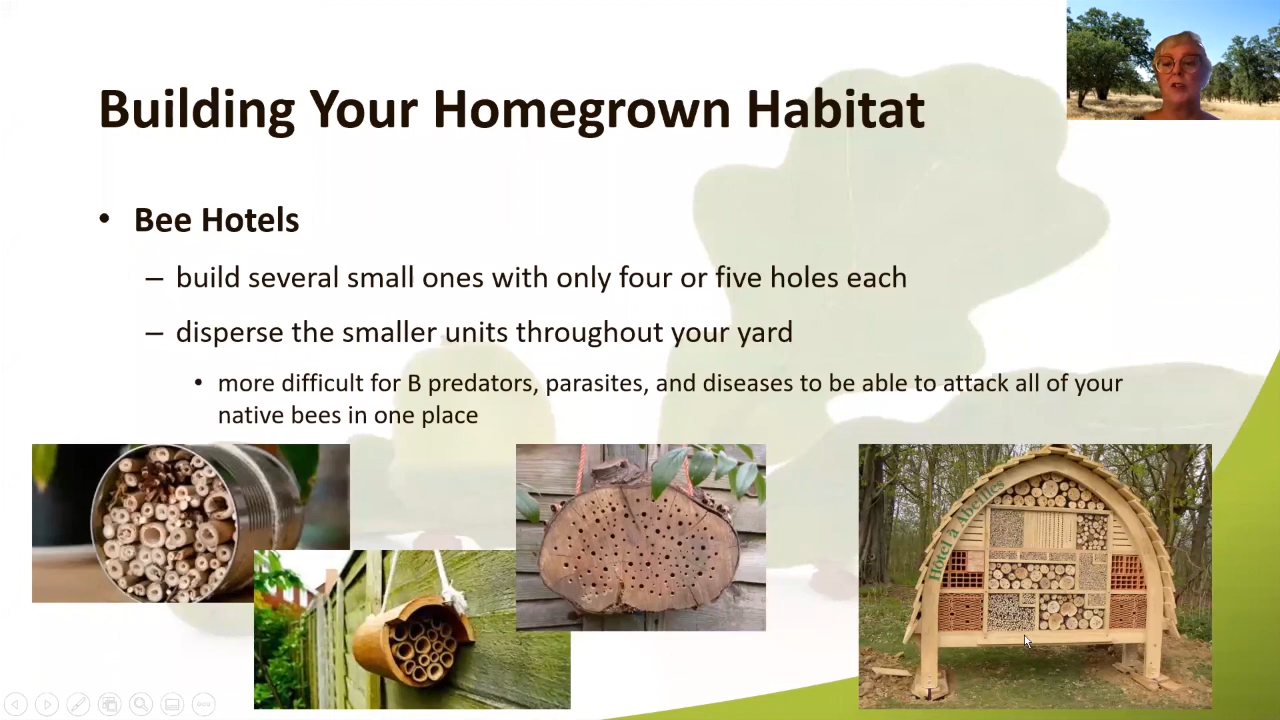 Building Your Homegrown Habitat
• Bee Hotels
– build several small ones with only four or five holes each
– disperse the smaller units throughout your yard
• more difficult for B predators, parasites, and diseases to be able to attack all of your
native bees in one place
Hôtel à Abeilles